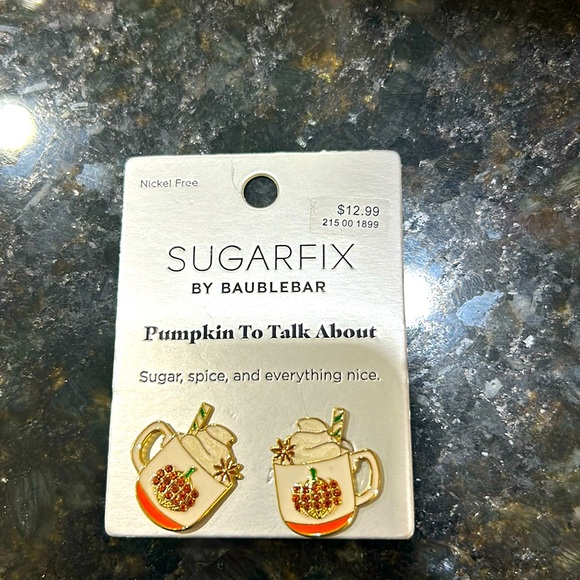 Nickel Free
$12.99
215 00 1899
SUGARFIX
BY BAUBLEBAR
Pumpkin To Talk About
Sugar, spice, and everything nice.